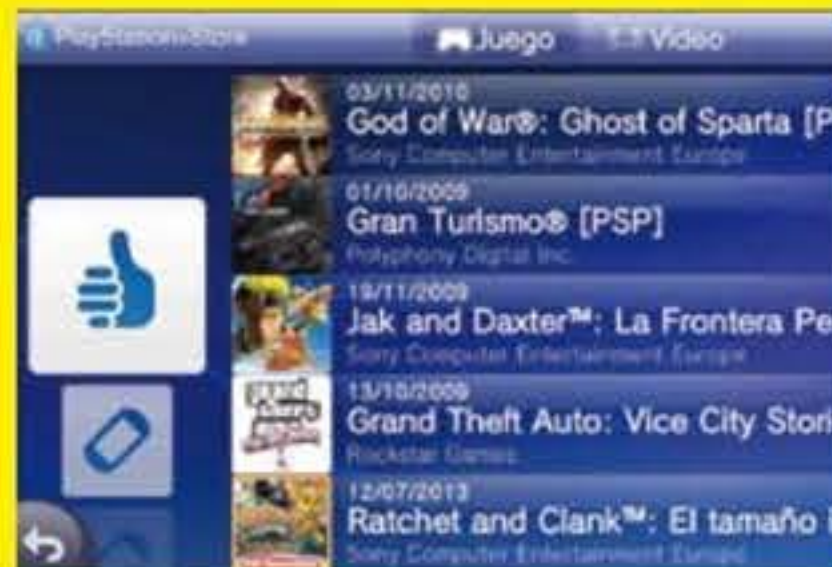 PlayStation®Store
Juego
Video
03/11/2010
God of War®: Ghost of Sparta [P
Sony Computer Entertainment Europe
01/10/2009
Gran Turismo® [PSP]
Polyphony Digital Inc.
19/11/2009
Jak and Daxter™: La Frontera Pe
Sony Computer Entertainment Europe
13/10/2009
Grand Theft Auto: Vice City Stori
Rockstar Games
12/07/2013
Ratchet and Clank™: El tamaño
Sony Computer Entertainment Europe